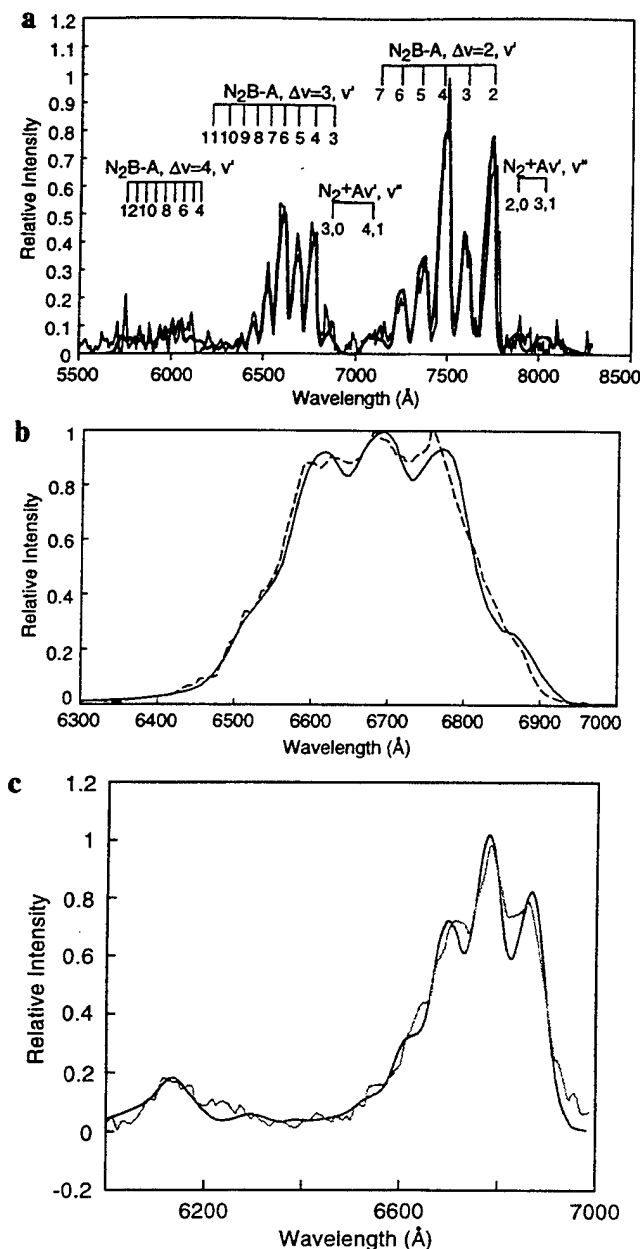 a
1.2
1.1
1
0.9
0.8
0.7
0.6
0.5
0.4
0.3
0.2
0.1
0
Relative Intensity
N₂B-A, Δv=2, v'
7 6 5 4 3 2
N₂B-A, Δv=3, v'
11 10 9 8 7 6 5 4 3
N₂B-A, Δv=4, v'
12 10 8 6 4
N₂+Av', v"
3,0 4,1
N₂+Av', v"
2,0 3,1
5500 6000 6500 7000 7500 8000 8500
Wavelength (Å)
b
1
0.8
0.6
0.4
0.2
0
Relative Intensity
6300 6400 6500 6600 6700 6800 6900 7000
Wavelength (Å)
c
1.2
1
0.8
0.6
0.4
0.2
0
-0.2
Relative Intensity
6200 6600 7000
Wavelength (Å)